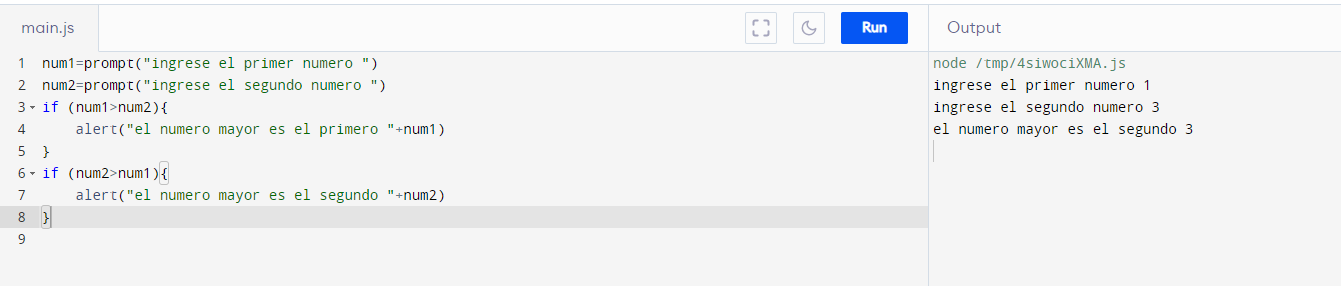 main.js
Run
Output
1 num1=prompt("ingrese el primer numero ")
2 num2=prompt("ingrese el segundo numero ")
3 if (num1>num2){
4     alert("el numero mayor es el primero "+num1)
5 }
6 if (num2>num1){
7     alert("el numero mayor es el segundo "+num2)
8 }
9
node /tmp/4siwociXMA.js
ingrese el primer numero 1
ingrese el segundo numero 3
el numero mayor es el segundo 3